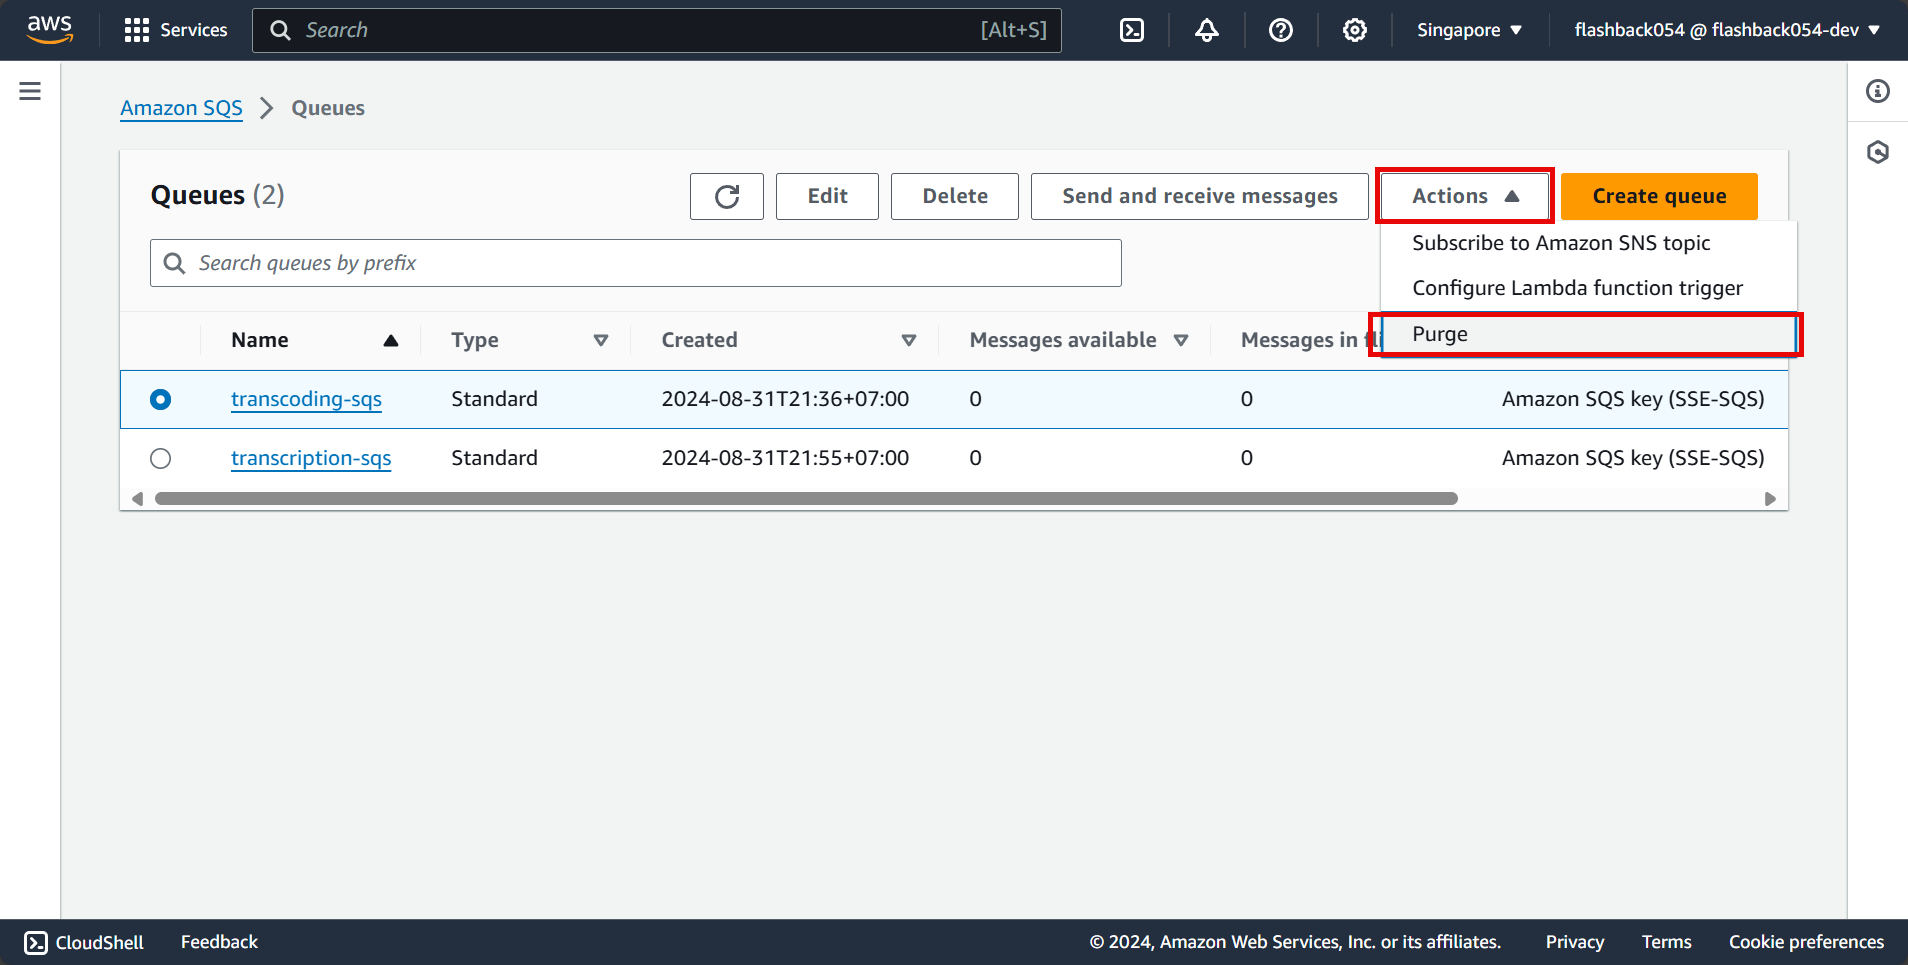 aws Services Search [Alt+S] Singapore flashback054 @ flashback054-dev
Amazon SQS Queues
Queues (2) Edit Delete Send and receive messages Actions Create queue
Subscribe to Amazon SNS topic
Search queues by prefix
Configure Lambda function trigger
Purge
Name Type Created Messages available Messages in
transcoding-sqs Standard 2024-08-31T21:36+07:00 0 0 Amazon SQS key (SSE-SQS)
transcription-sqs Standard 2024-08-31T21:55+07:00 0 0 Amazon SQS key (SSE-SQS)
CloudShell Feedback © 2024, Amazon Web Services, Inc. or its affiliates. Privacy Terms Cookie preferences